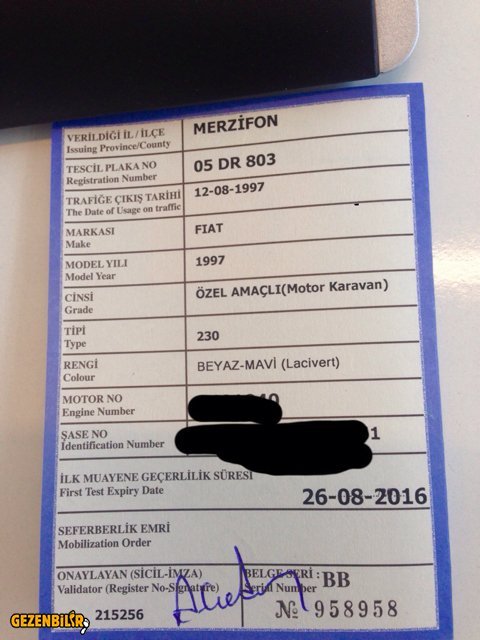 VERİLDİĞİ İL / İLÇE
Issuing Province/County
MERZİFON
TESCİL PLAKA NO
Registration Number
05 DR 803
TRAFİĞE ÇIKIŞ TARİHİ
The Date of Usage on traffic
12-08-1997
MARKASI
Make
FIAT
MODEL YILI
Model Year
1997
CİNSİ
Grade
ÖZEL AMAÇLI(Motor Karavan)
TİPİ
Type
230
RENGİ
Colour
BEYAZ-MAVİ (Lacivert)
MOTOR NO
Engine Number
ŞASE NO
Identification Number
1
İLK MUAYENE GEÇERLİLİK SÜRESİ
First Test Expiry Date
26-08-2016
SEFERBERLİK EMRİ
Mobilization Order
ONAYLAYAN (SİCİL-İMZA)
Validator (Register No-Signature)
215256
BELGE SERİ : BB
Serial Number
№ 958958
GEZENBİLİR